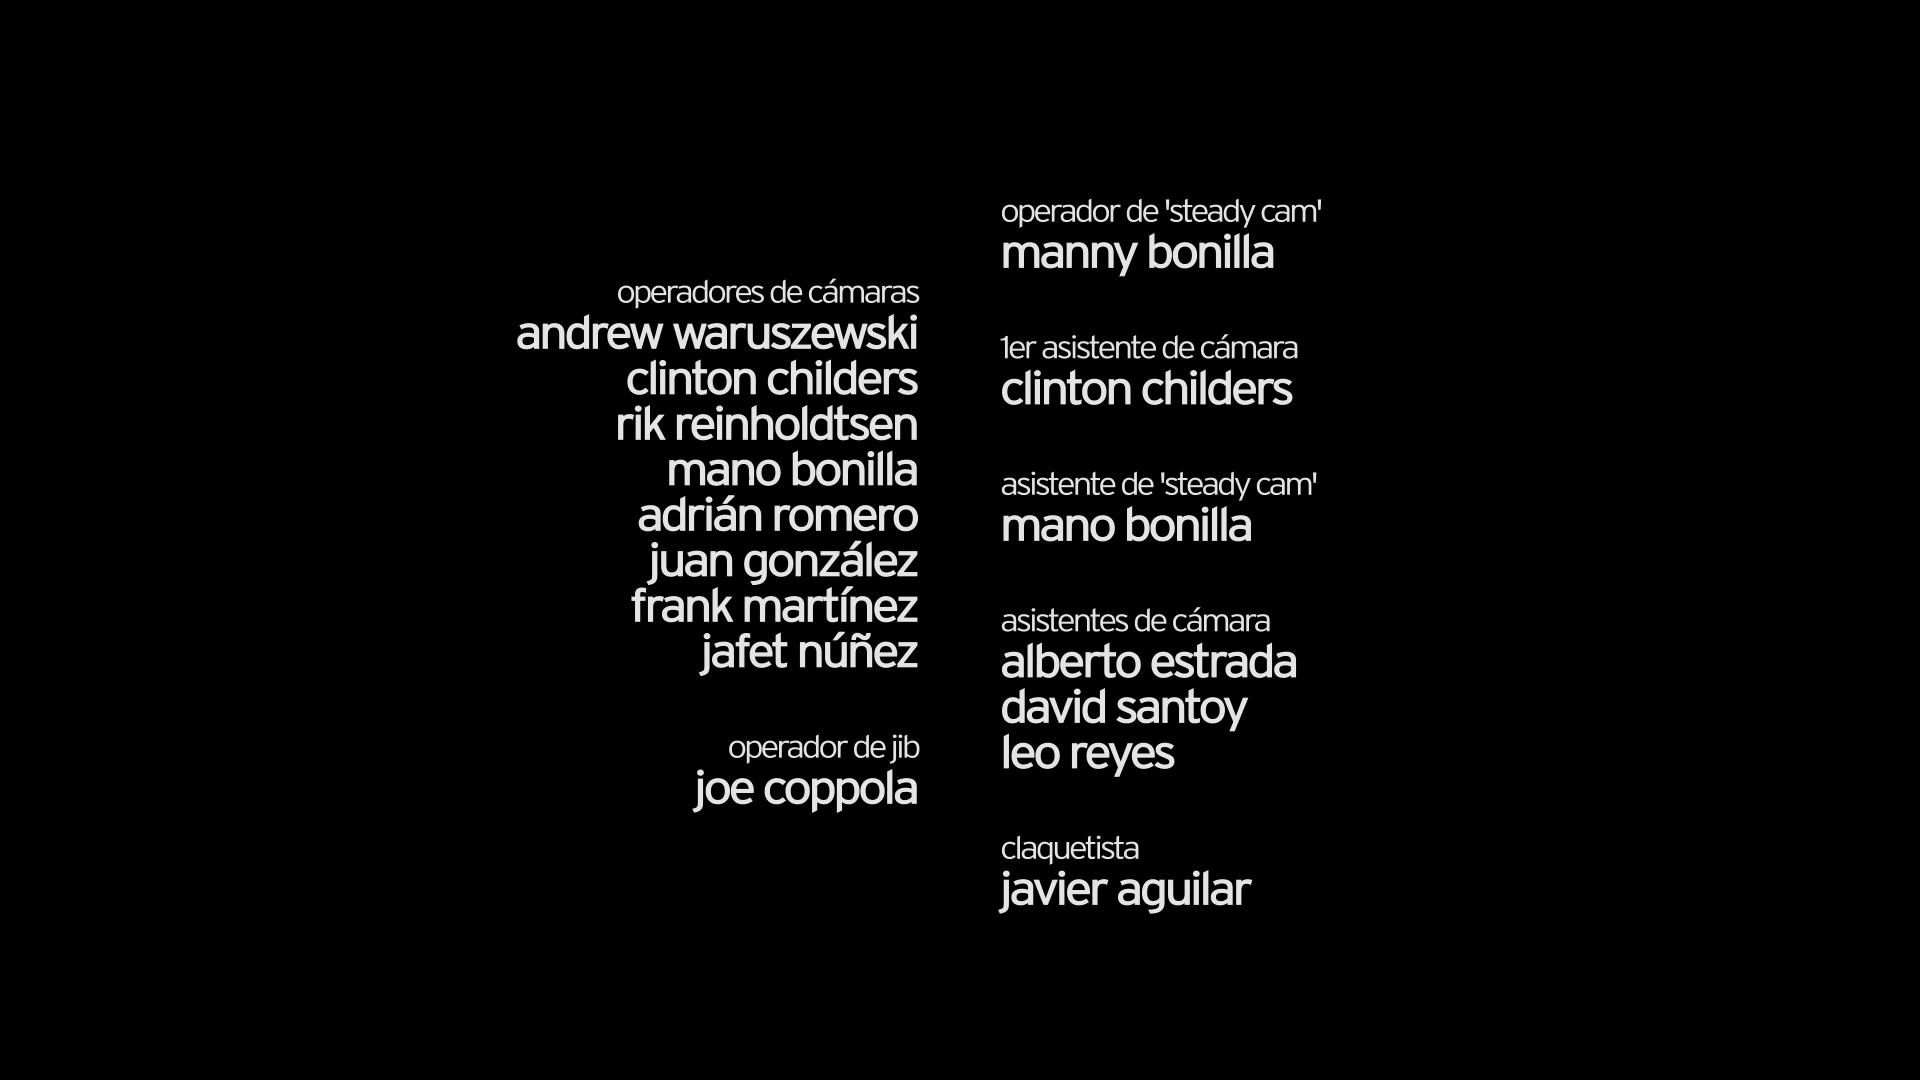 operadores de cámaras
andrew waruszewski
clinton childers
rik reinholdtsen
mano bonilla
adrián romero
juan gonzález
frank martínez
jafet núñez
operador de jib
joe coppola
operador de 'steady cam'
manny bonilla
1er asistente de cámara
clinton childers
asistente de 'steady cam'
mano bonilla
asistentes de cámara
alberto estrada
david santoy
leo reyes
claquetista
javier aguilar